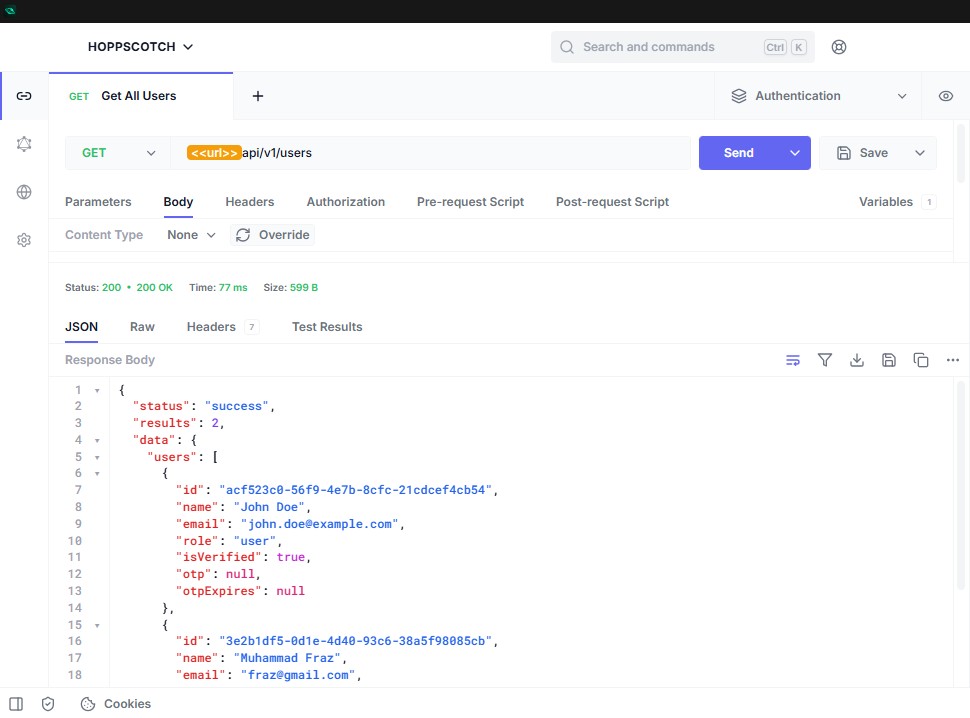 HOPPSCOTCH
Search and commands Ctrl K
GET Get All Users
Authentication
GET <<url>>api/v1/users Send Save
Parameters Body Headers Authorization Pre-request Script Post-request Script Variables 1
Content Type None Override
Status: 200 • 200 OK Time: 77 ms Size: 599 B
JSON Raw Headers 7 Test Results
Response Body
1 {
2 "status": "success",
3 "results": 2,
4 "data": {
5 "users": [
6 {
7 "id": "acf523c0-56f9-4e7b-8cfc-21cdcef4cb54",
8 "name": "John Doe",
9 "email": "john.doe@example.com",
10 "role": "user",
11 "isVerified": true,
12 "otp": null,
13 "otpExpires": null
14 },
15 {
16 "id": "3e2b1df5-0d1e-4d40-93c6-38a5f98085cb",
17 "name": "Muhammad Fraz",
18 "email": "fraz@gmail.com",
Cookies